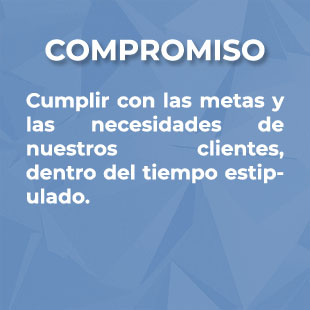 COMPROMISO
Cumplir con las metas y
las necesidades de
nuestros clientes,
dentro del tiempo estip-
ulado.